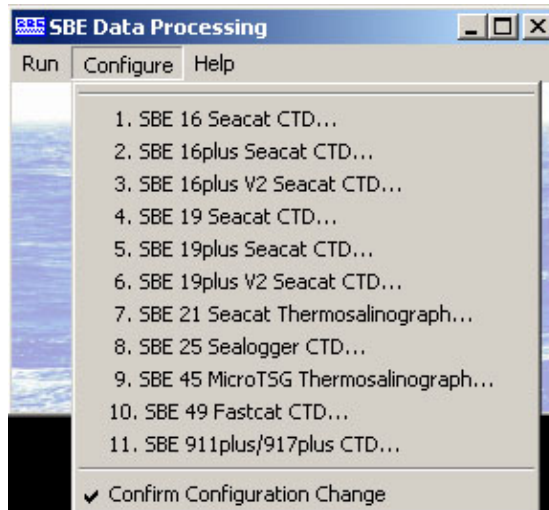 SBE SBE Data Processing
Run Configure Help
1. SBE 16 Seacat CTD...
2. SBE 16plus Seacat CTD...
3. SBE 16plus V2 Seacat CTD...
4. SBE 19 Seacat CTD...
5. SBE 19plus Seacat CTD...
6. SBE 19plus V2 Seacat CTD...
7. SBE 21 Seacat Thermosalinograph...
8. SBE 25 Sealogger CTD...
9. SBE 45 MicroTSG Thermosalinograph...
10. SBE 49 Fastcat CTD...
11. SBE 911plus/917plus CTD...
Confirm Configuration Change